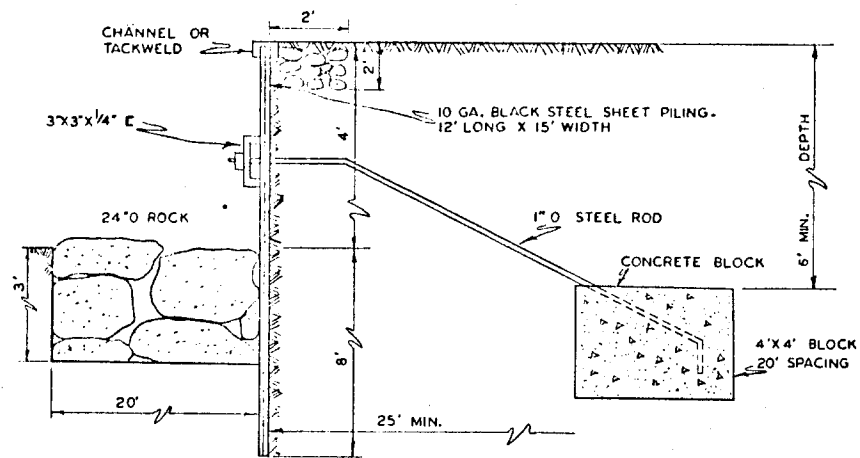 2'
CHANNEL OR
TACKWELD
2'
10 GA. BLACK STEEL SHEET PILING.
12' LONG X 15' WIDTH
3"X3"X1/4" C
4'
6' MIN. DEPTH
24"O ROCK
1" O STEEL ROD
CONCRETE BLOCK
3'
4'X4' BLOCK
20' SPACING
8'
20'
25' MIN.